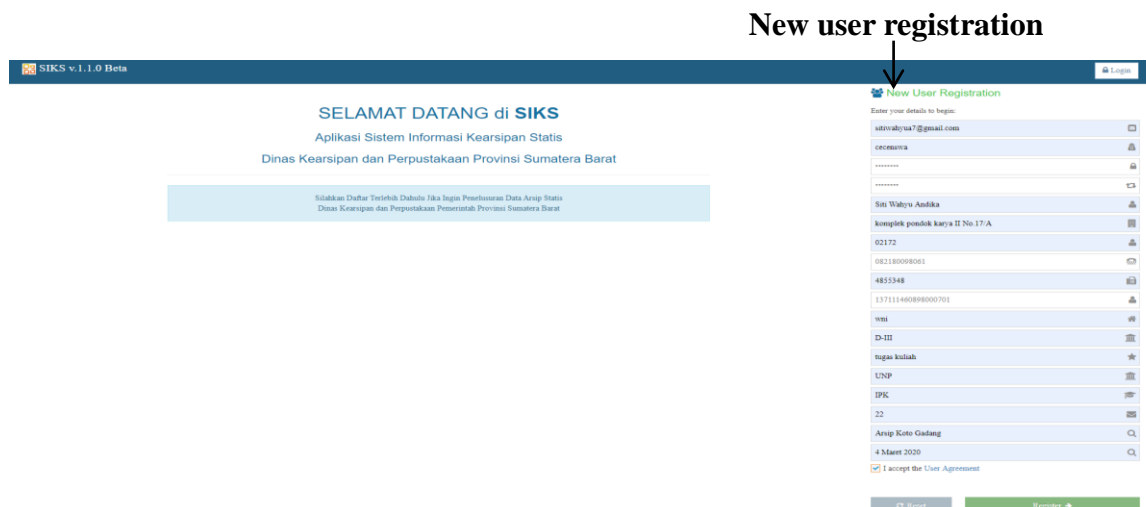 New user registration
SIKS v.1.1.0 Beta
Login
SELAMAT DATANG di SIKS
Aplikasi Sistem Informasi Kearsipan Statis
Dinas Kearsipan dan Perpustakaan Provinsi Sumatera Barat
Silahkan Daftar Terlebih Dahulu Jika Ingin Penelusuran Data Arsip Statis
Dinas Kearsipan dan Perpustakaan Pemerintah Provinsi Sumatera Barat
New User Registration
Enter your details to begin:
sitiwahyua7@gmail.com
cecenswa
········
········
Siti Wahyu Andika
komplek pondok karya II No.17/A
02172
082180098061
4855348
137111460898000701
wni
D-III
tugas kuliah
UNP
IPK
22
Arsip Koto Gadang
4 Maret 2020
I accept the User Agreement
Reset
Register